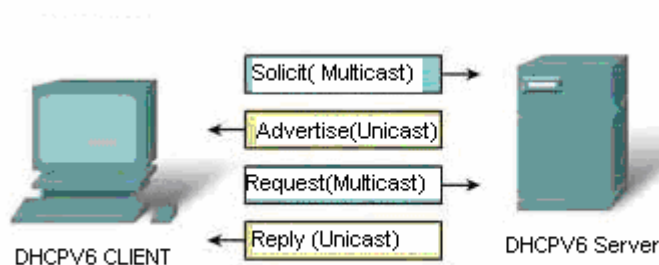 Solicit( Multicast)
Advertise(Unicast)
Request(Multicast)
Reply (Unicast)
DHCPV6 CLIENT
DHCPV6 Server